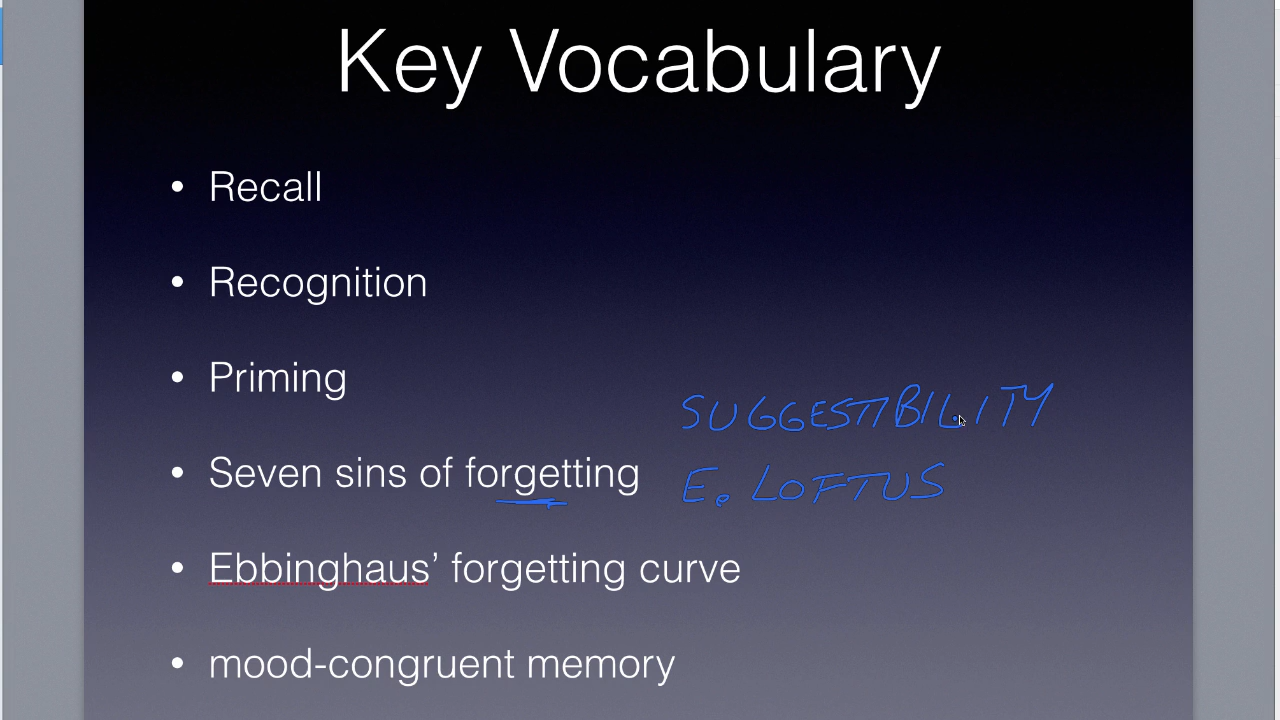 Key Vocabulary
• Recall
• Recognition
• Priming
SUGGESTIBILITY
• Seven sins of forgetting
E. LOFTUS
• Ebbinghaus’ forgetting curve
• mood-congruent memory